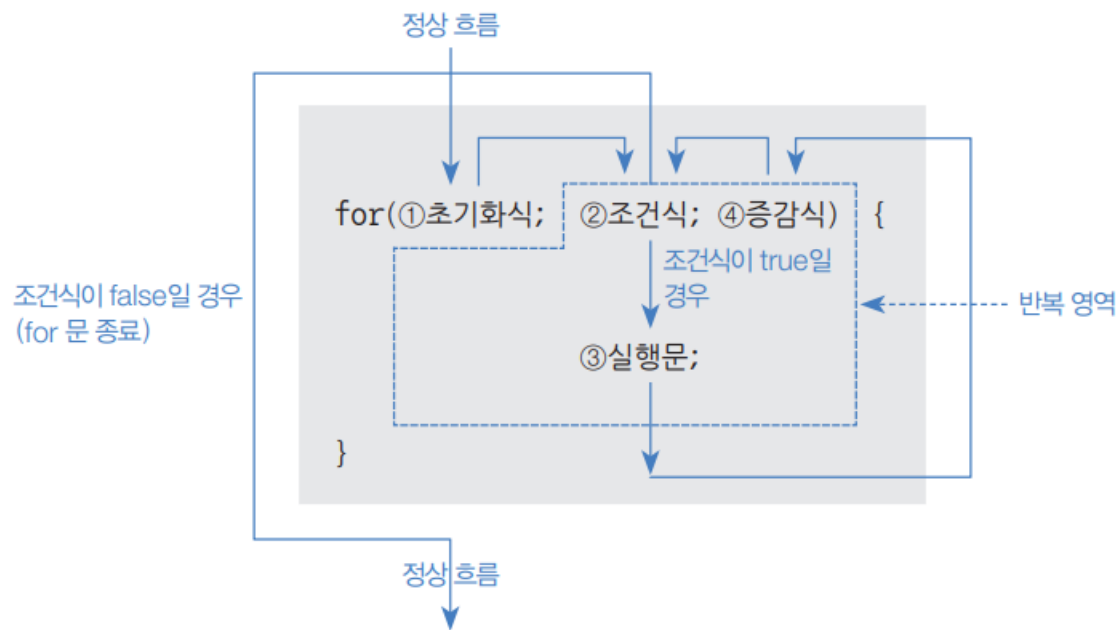 정상 흐름
for(①초기화식; ②조건식; ④증감식) {
조건식이 true일
경우
조건식이 false일 경우
(for 문 종료)
반복 영역
③실행문;
}
정상 흐름